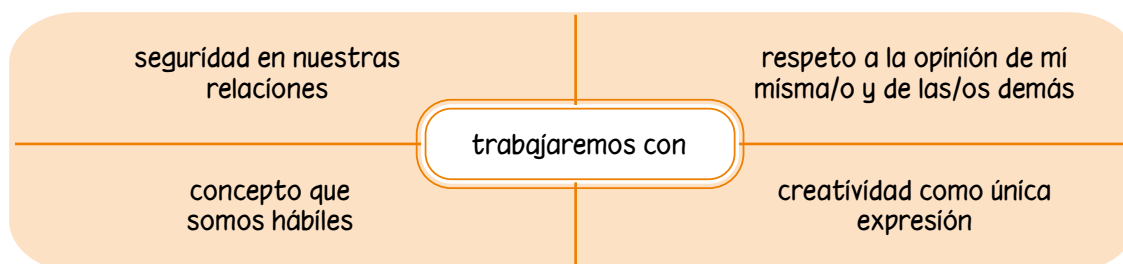 seguridad en nuestras
relaciones
respeto a la opinión de mi
misma/o y de las/os demás
trabajaremos con
concepto que
somos hábiles
creatividad como única
expresión